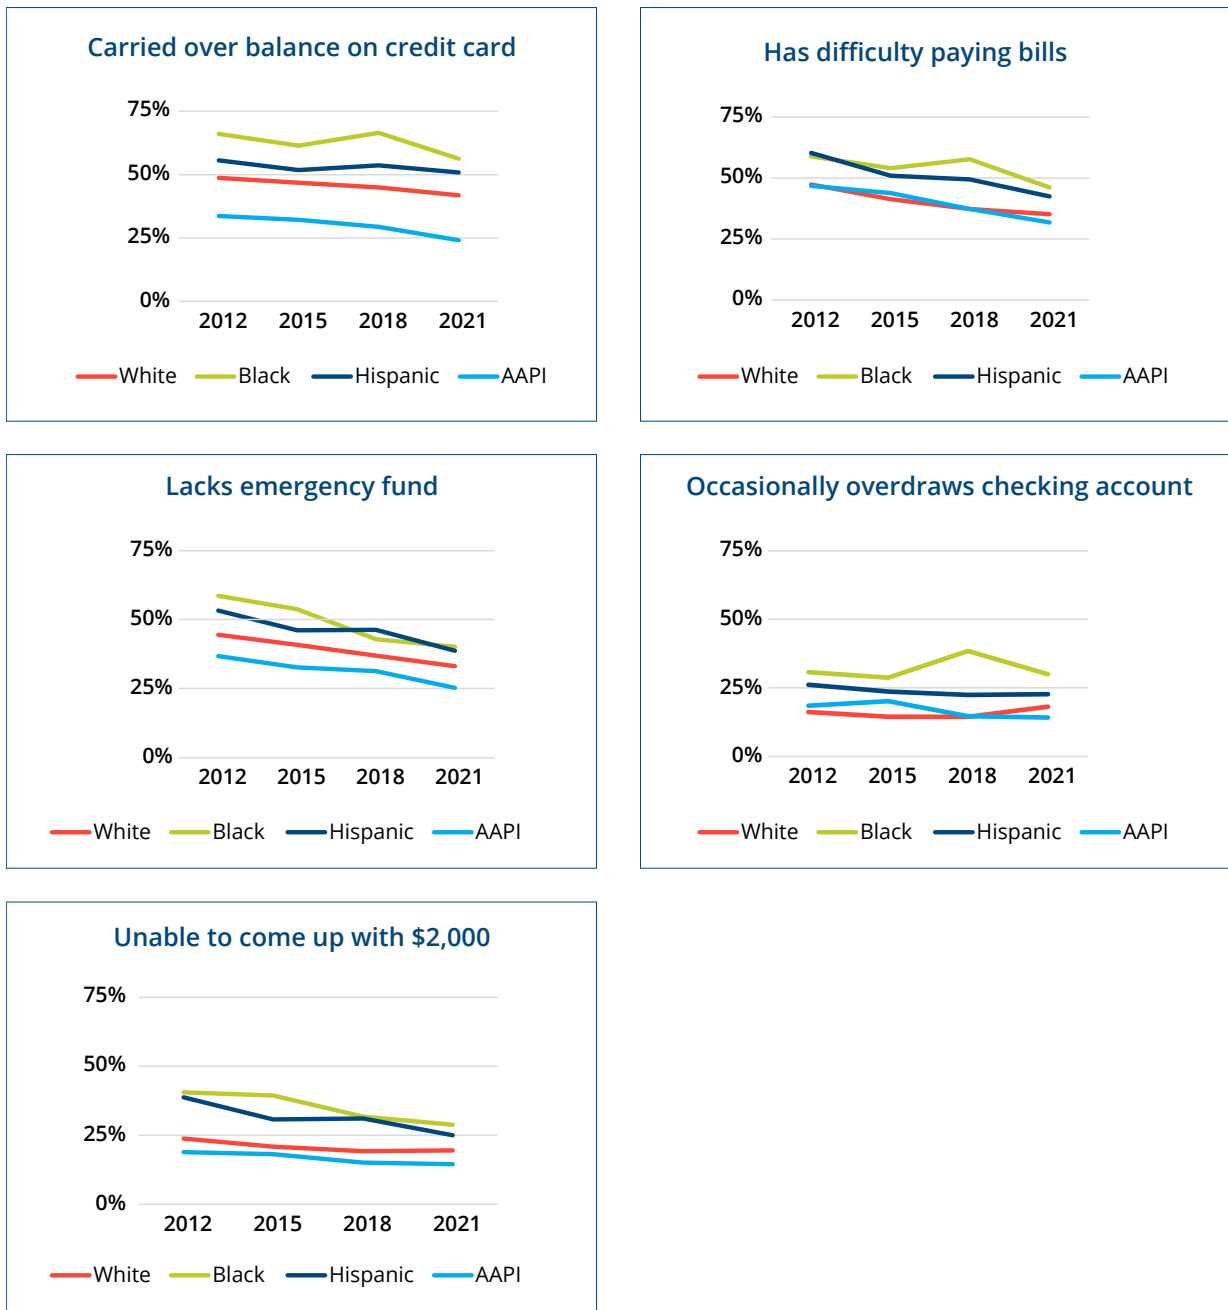 Carried over balance on credit card
75%
50%
25%
0%
2012 2015 2018 2021
White Black Hispanic AAPI
Has difficulty paying bills
75%
50%
25%
0%
2012 2015 2018 2021
White Black Hispanic AAPI
Lacks emergency fund
75%
50%
25%
0%
2012 2015 2018 2021
White Black Hispanic AAPI
Occasionally overdraws checking account
75%
50%
25%
0%
2012 2015 2018 2021
White Black Hispanic AAPI
Unable to come up with $2,000
75%
50%
25%
0%
2012 2015 2018 2021
White Black Hispanic AAPI